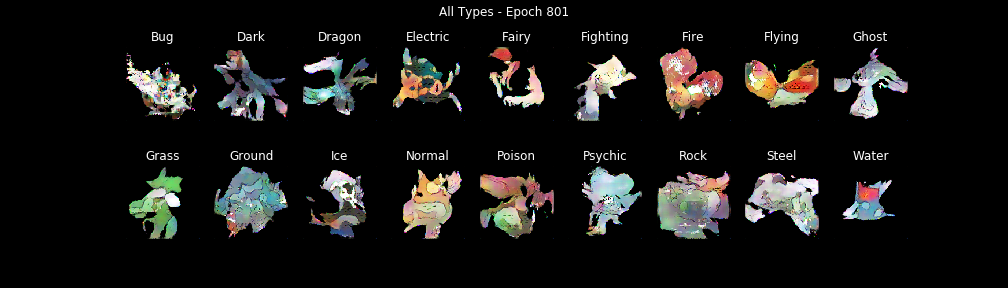 All Types - Epoch 801
Bug Dark Dragon Electric Fairy Fighting Fire Flying Ghost
Grass Ground Ice Normal Poison Psychic Rock Steel Water